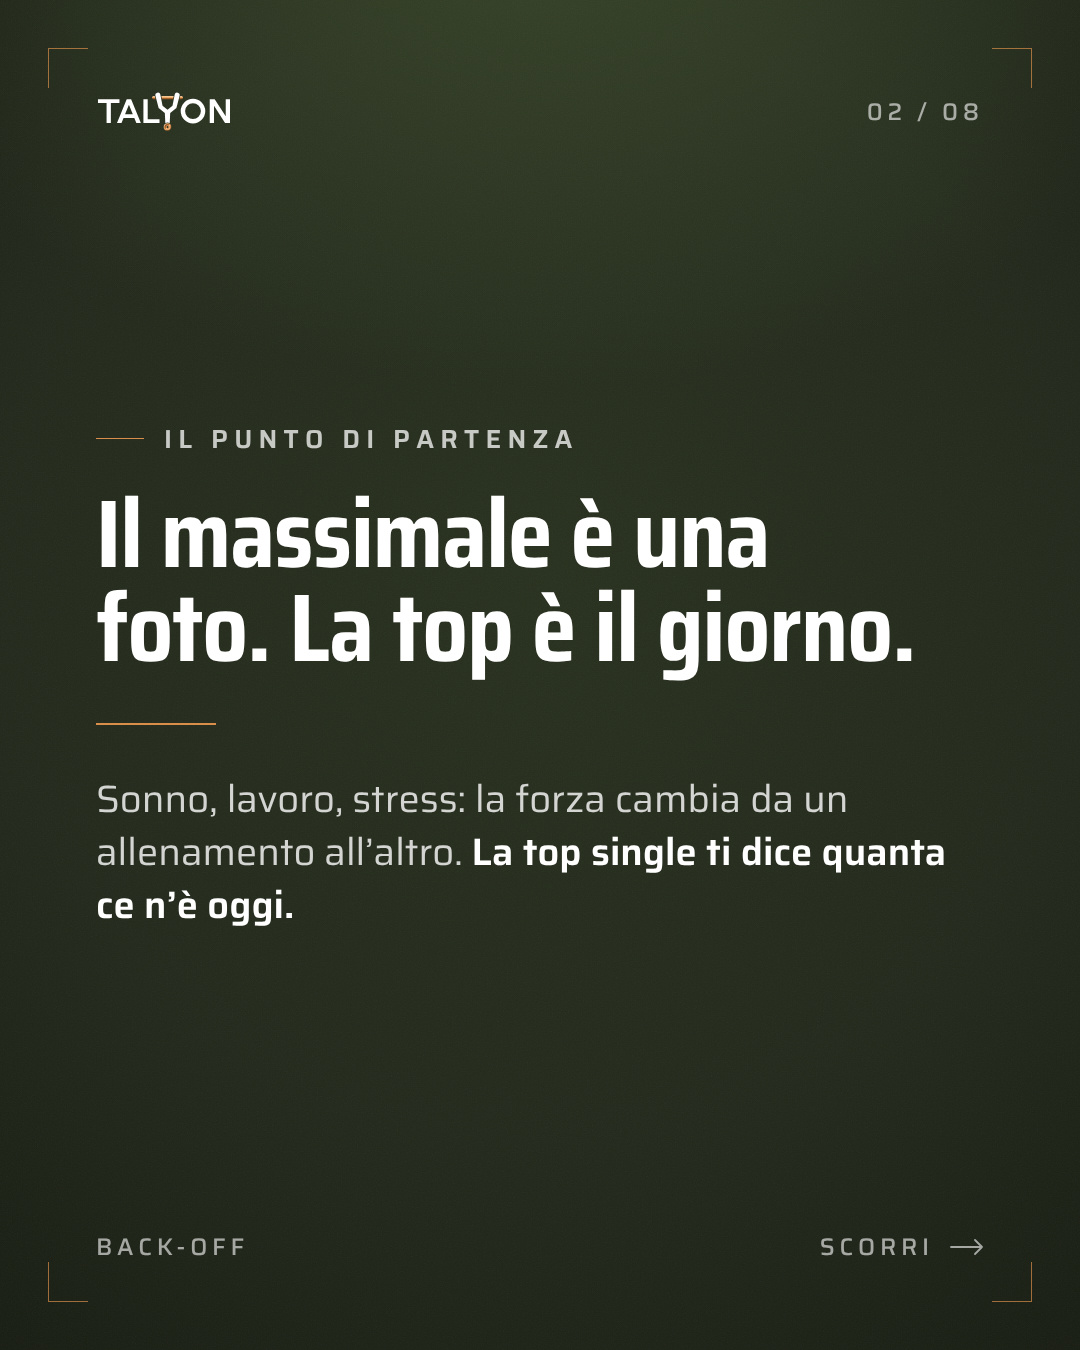 TALYON
02 / 08
IL PUNTO DI PARTENZA
Il massimale è una
foto. La top è il giorno.
Sonno, lavoro, stress: la forza cambia da un
allenamento all’altro. La top single ti dice quanta
ce n’è oggi.
BACK-OFF
SCORRI →